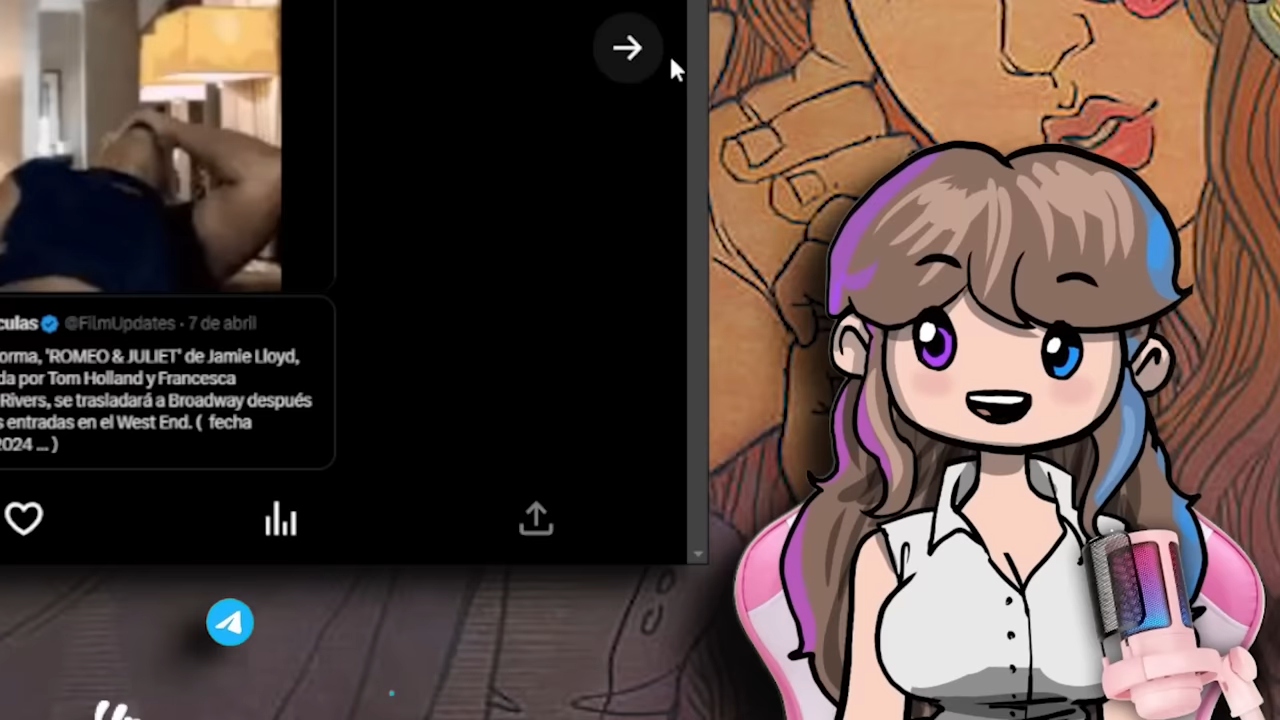 culas @FilmUpdates · 7 de abril
orma, 'ROMEO & JULIET' de Jamie Lloyd,
da por Tom Holland y Francesca
Rivers, se trasladará a Broadway después
s entradas en el West End. ( fecha
2024 ... )